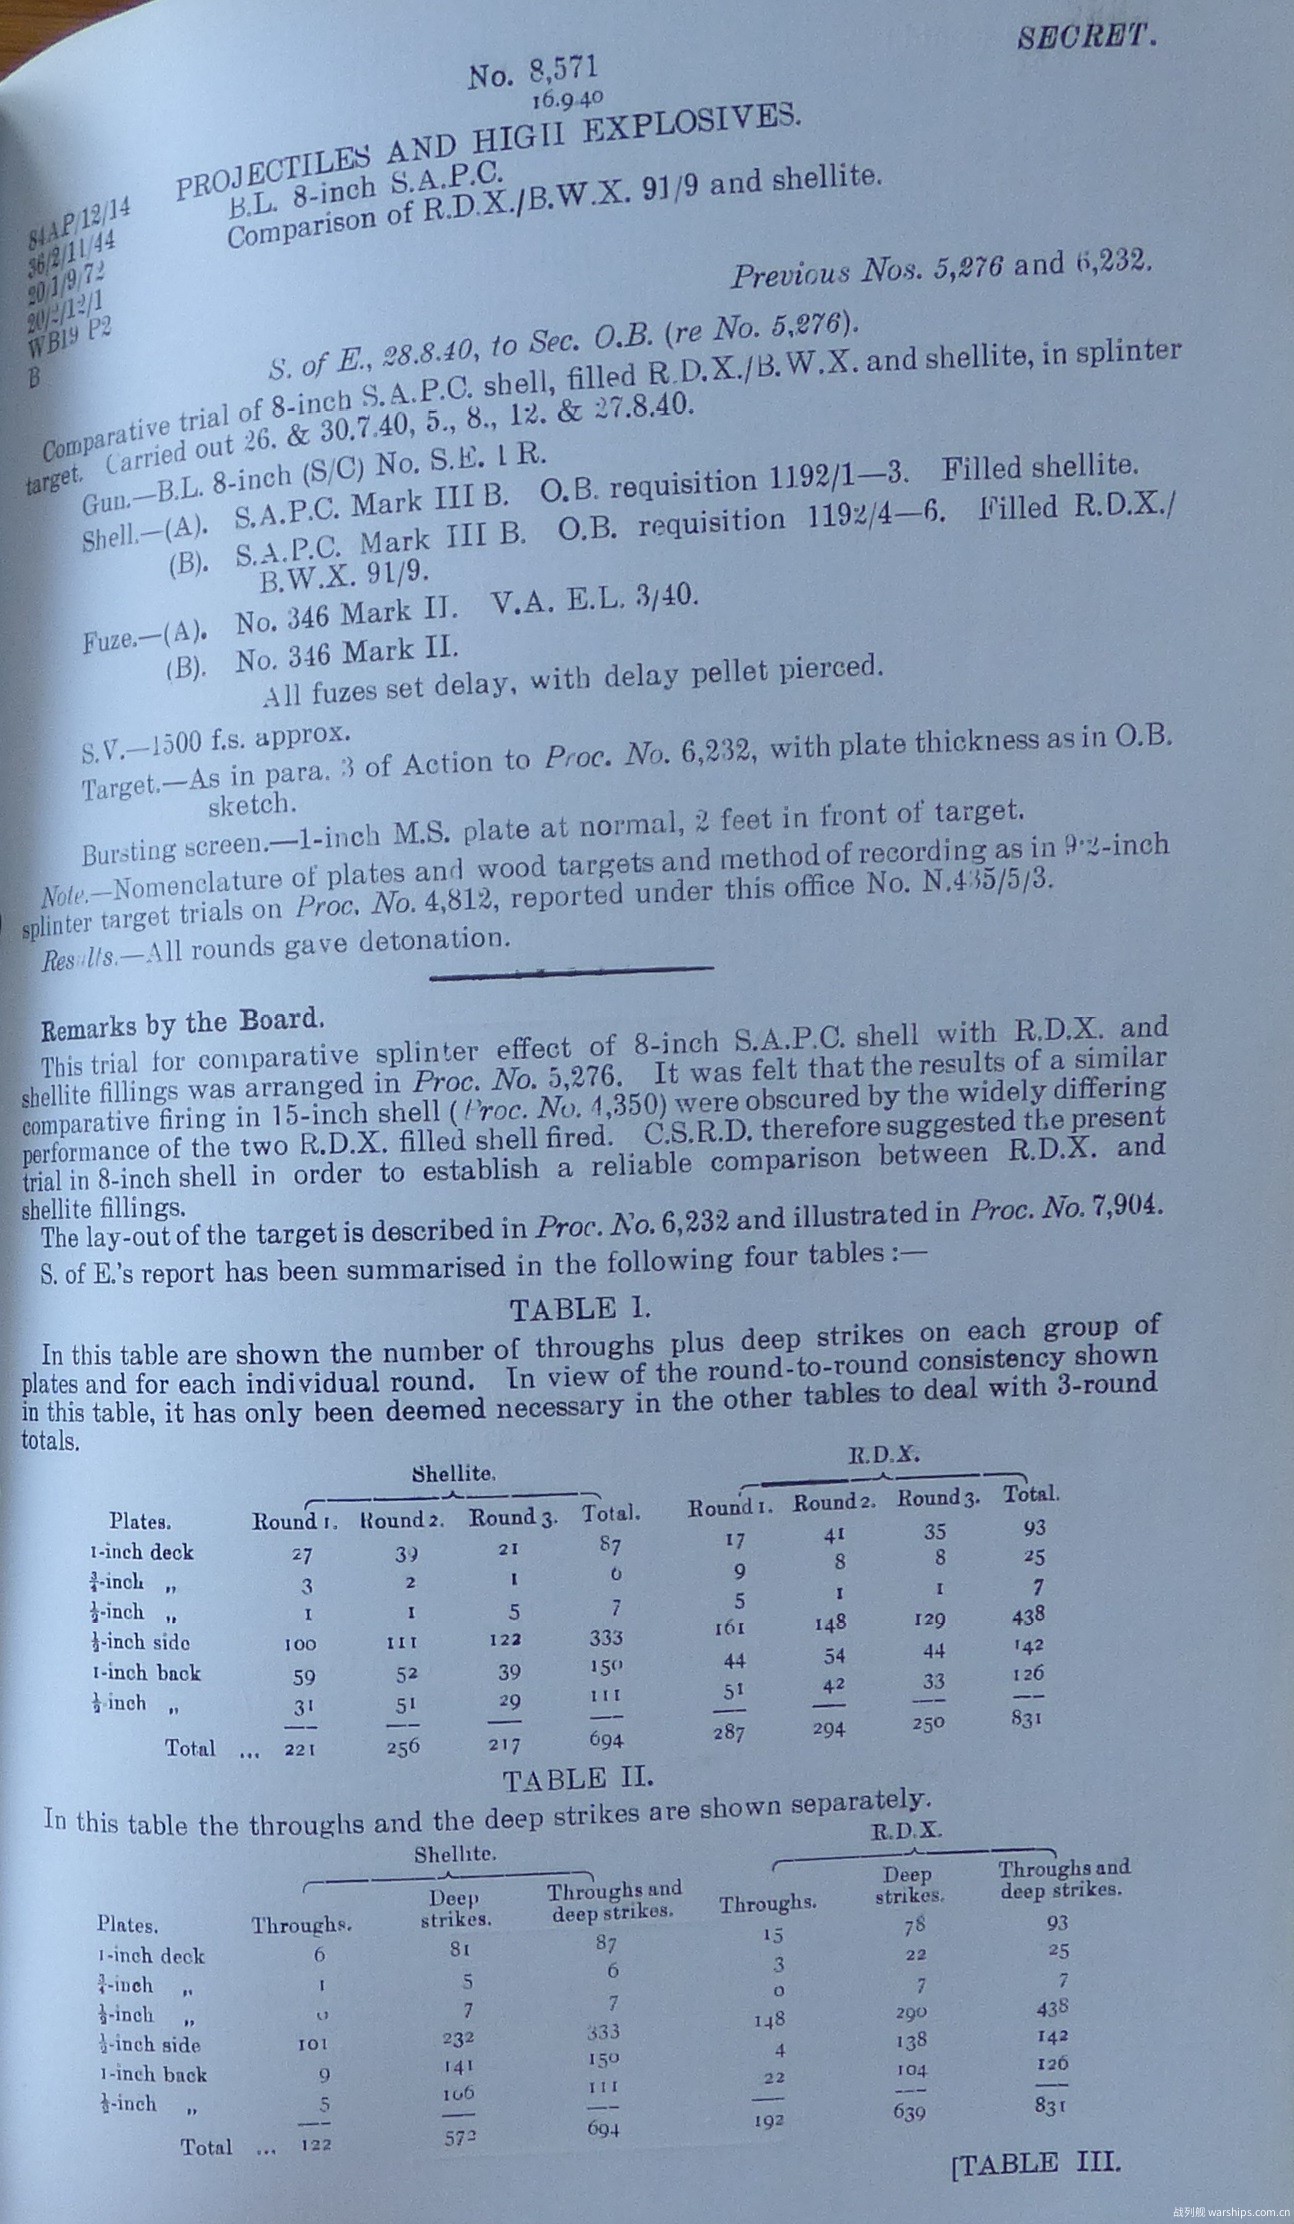 SECRET.
No. 8,571
16.9.40
PROJECTILES AND HIGH EXPLOSIVES.
B.L. 8-inch S.A.P.C.
Comparison of R.D.X./B.W.X. 91/9 and shellite.
84AP/12/14
36/2/11/44
20/1/9/72
20/2/12/1
WB19 P2
B
Previous Nos. 5,276 and 6,232.
S. of E., 28.8.40, to Sec. O.B. (re No. 5,276).
Comparative trial of 8-inch S.A.P.C. shell, filled R.D.X./B.W.X. and shellite, in splinter
target. Carried out 26. & 30.7.40, 5., 8., 12. & 27.8.40.
Gun.—B.L. 8-inch (S/C) No. S.E. 1 R.
Shell.—(A). S.A.P.C. Mark III B. O.B. requisition 1192/1—3. Filled shellite.
(B). S.A.P.C. Mark III B. O.B. requisition 1192/4—6. Filled R.D.X./
B.W.X. 91/9.
Fuze.—(A). No. 346 Mark II. V.A. E.L. 3/40.
(B). No. 346 Mark II.
All fuzes set delay, with delay pellet pierced.
S.V.—1500 f.s. approx.
Target.—As in para. 3 of Action to Proc. No. 6,232, with plate thickness as in O.B.
sketch.
Bursting screen.—1-inch M.S. plate at normal, 2 feet in front of target.
Note.—Nomenclature of plates and wood targets and method of recording as in 9·2-inch
splinter target trials on Proc. No. 4,812, reported under this office No. N.435/5/3.
Results.—All rounds gave detonation.
Remarks by the Board.
This trial for comparative splinter effect of 8-inch S.A.P.C. shell with R.D.X. and
shellite fillings was arranged in Proc. No. 5,276. It was felt that the results of a similar
comparative firing in 15-inch shell (Proc. No. 4,350) were obscured by the widely differing
performance of the two R.D.X. filled shell fired. C.S.R.D. therefore suggested the present
trial in 8-inch shell in order to establish a reliable comparison between R.D.X. and
shellite fillings.
The lay-out of the target is described in Proc. No. 6,232 and illustrated in Proc. No. 7,904.
S. of E.'s report has been summarised in the following four tables :—
TABLE I.
In this table are shown the number of throughs plus deep strikes on each group of
plates and for each individual round. In view of the round-to-round consistency shown
in this table, it has only been deemed necessary in the other tables to deal with 3-round
totals.
Shellite. R.D.X.
Plates. Round 1. Round 2. Round 3. Total. Round 1. Round 2. Round 3. Total.
1-inch deck 27 39 21 87 17 41 35 93
¾-inch „ 3 2 1 6 9 8 8 25
½-inch „ 1 1 5 7 5 1 1 7
½-inch side 100 111 122 333 161 148 129 438
1-inch back 59 52 39 150 44 54 44 142
½-inch „ 31 51 29 111 51 42 33 126
Total ... 221 256 217 694 287 294 250 831
TABLE II.
In this table the throughs and the deep strikes are shown separately.
Shellite. R.D.X.
Plates. Throughs. Deep strikes. Throughs and deep strikes. Throughs. Deep strikes. Throughs and deep strikes.
1-inch deck 6 81 87 15 78 93
¾-inch „ 1 5 6 3 22 25
½-inch „ 0 7 7 0 7 7
½-inch side 101 232 333 148 290 438
1-inch back 9 141 150 4 138 142
½-inch „ 5 106 111 22 104 126
Total ... 122 572 694 192 639 831
[TABLE III.
战列舰 warships.com.cn